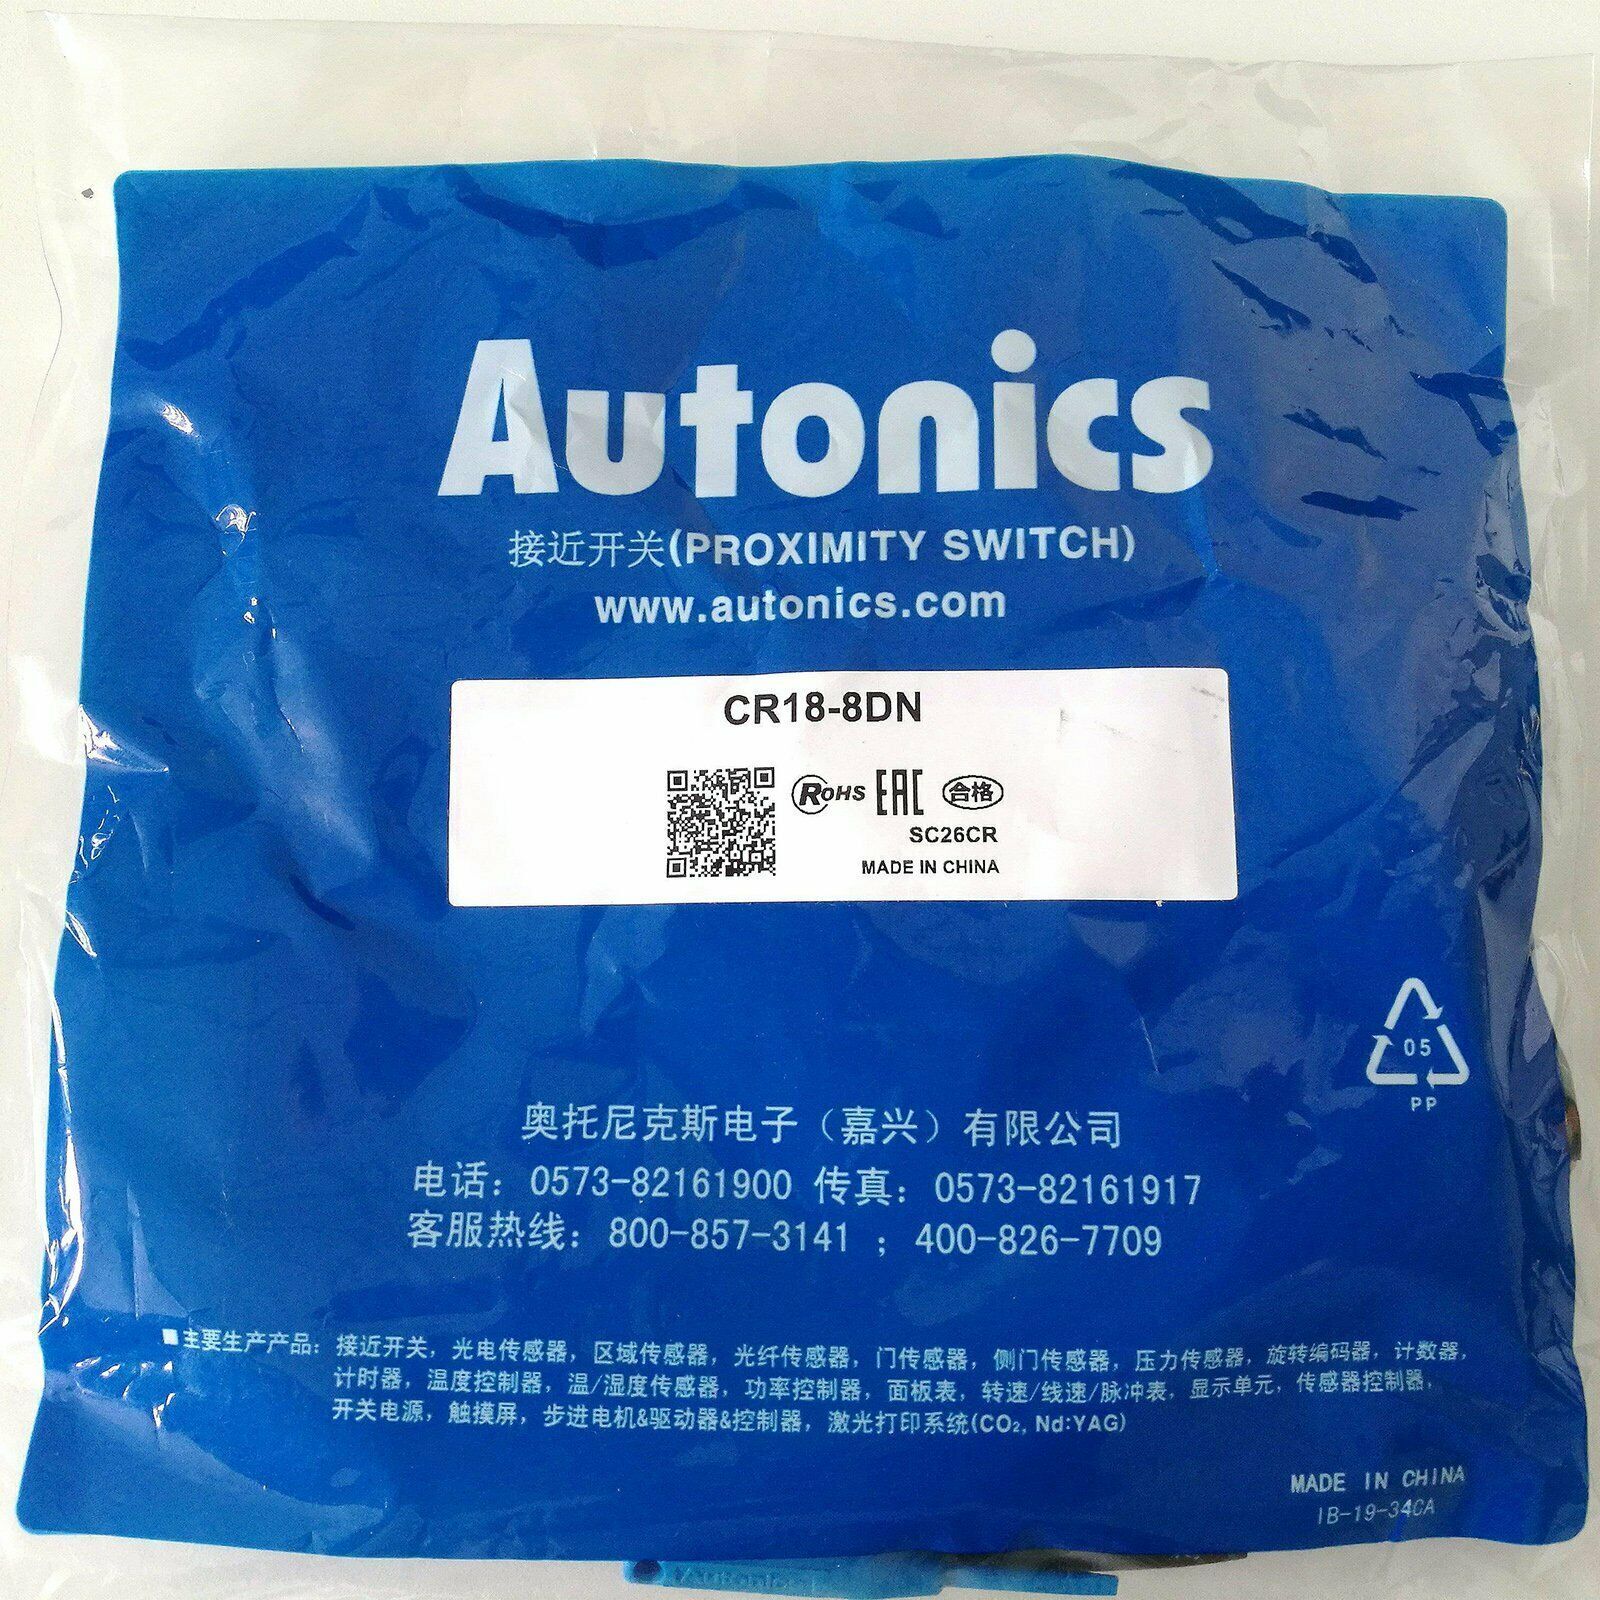 Autonics
接近开关(PROXIMITY SWITCH)
www.autonics.com
CR18-8DN
RoHS EAC 合格
SC26CR
MADE IN CHINA
05
PP
奥托尼克斯电子（嘉兴）有限公司
电话：0573-82161900 传真：0573-82161917
客服热线：800-857-3141 ；400-826-7709
■主要生产产品：接近开关，光电传感器，区域传感器，光纤传感器，门传感器，侧门传感器，压力传感器，旋转编码器，计数器，
计时器，温度控制器，温/湿度传感器，功率控制器，面板表，转速/线速/脉冲表，显示单元，传感器控制器，
开关电源，触摸屏，步进电机&驱动器&控制器，激光打印系统(CO₂, Nd:YAG)
MADE IN CHINA
IB-19-34CA
Autonics